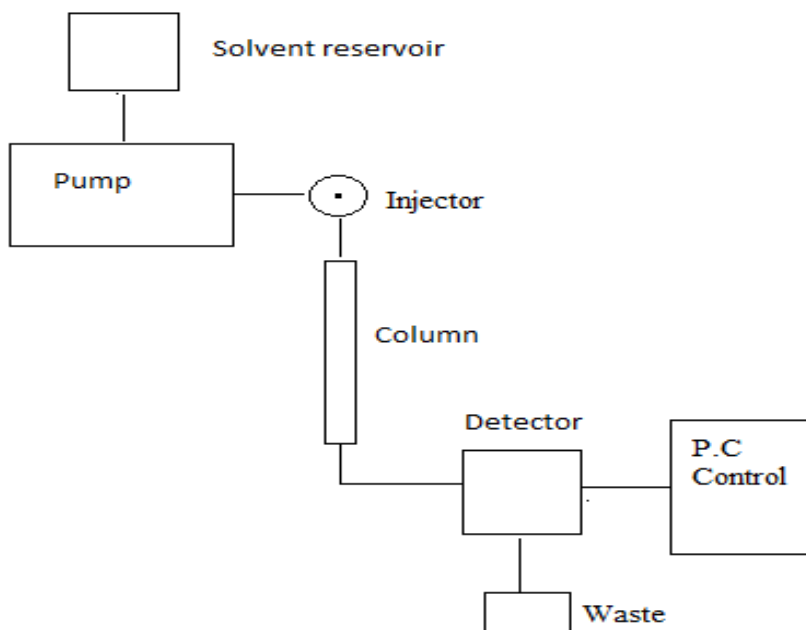 Solvent reservoir
Pump
Injector
Column
Detector
P.C
Control
Waste